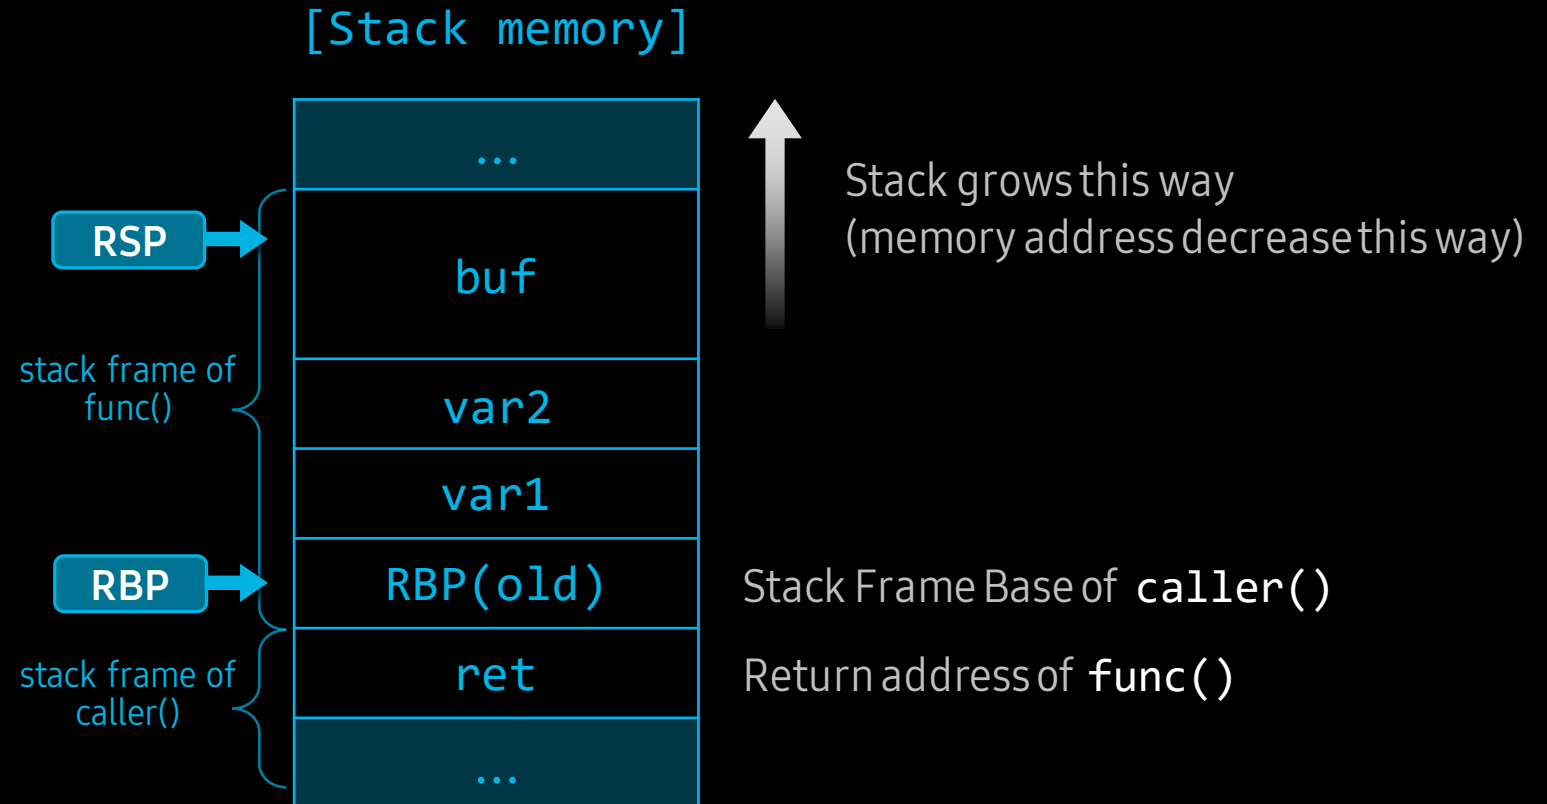 [Stack memory]
...
RSP
buf
Stack grows this way
(memory address decrease this way)
stack frame of
func()
var2
var1
RBP
RBP(old)
Stack Frame Base of caller()
stack frame of
caller()
ret
Return address of func()
...